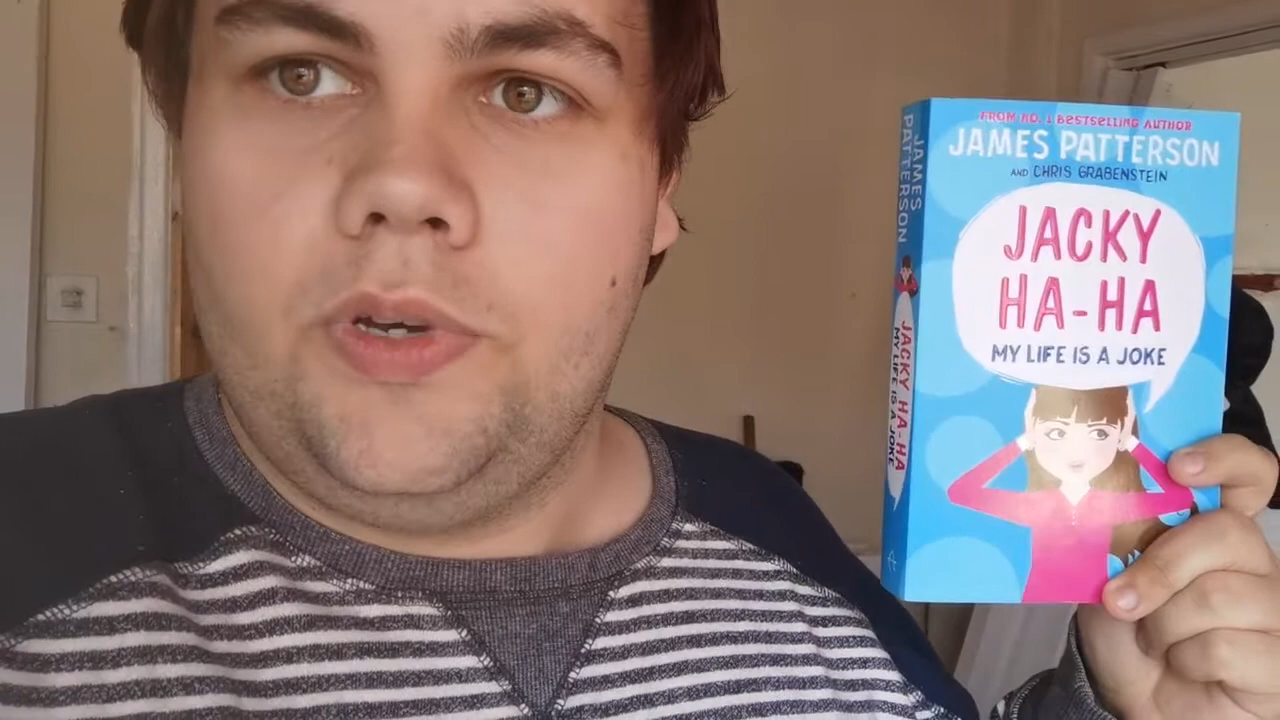 FROM NO. 1 BESTSELLING AUTHOR
JAMES PATTERSON
AND CHRIS GRABENSTEIN
JACKY
HA-HA
MY LIFE IS A JOKE
JAMES
PATTERSON
JACKY HA-HA
MY LIFE IS A JOKE